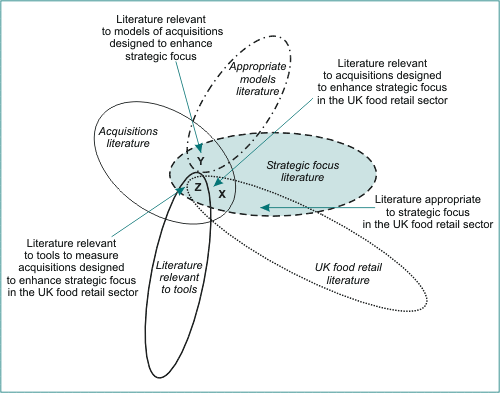 Literature relevant
to models of acquisitions
designed to enhance
strategic focus
Appropriate
models
literature
Literature relevant
to acquisitions designed
to enhance strategic focus
in the UK food retail sector
Acquisitions
literature
Y
Strategic focus
literature
Z
X
Literature appropriate
to strategic focus
in the UK food retail sector
Literature relevant
to tools to measure
acquisitions designed
to enhance strategic focus
in the UK food retail sector
Literature
relevant
to tools
UK food retail
literature